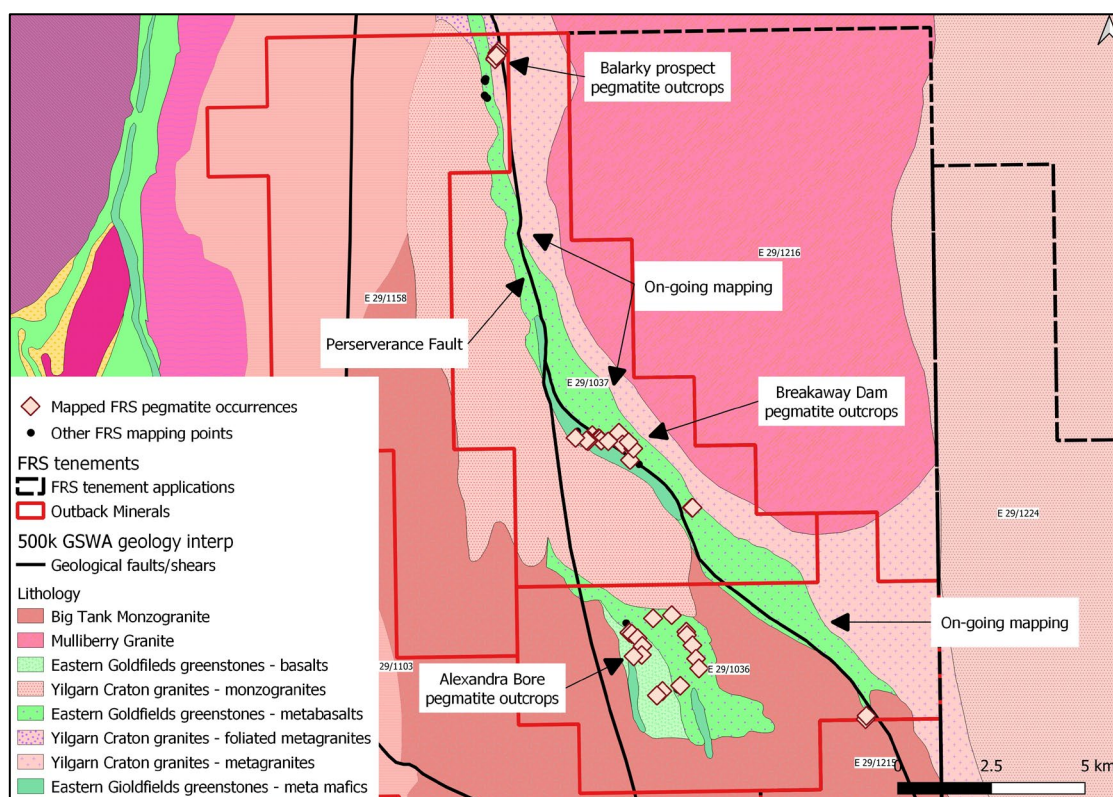 Balarky prospect
pegmatite outcrops
E 29/1216
On-going mapping
E 29/1158
Perserverance Fault
E 29/1037
Breakaway Dam
pegmatite outcrops
Mapped FRS pegmatite occurrences
Other FRS mapping points
FRS tenements
FRS tenement applications
Outback Minerals
E 29/1224
500k GSWA geology interp
Geological faults/shears
Lithology
Big Tank Monzogranite
Mulliberry Granite
Eastern Goldfileds greenstones - basalts
Yilgarn Craton granites - monzogranites
Eastern Goldfields greenstones - metabasalts
Yilgarn Craton granites - foliated metagranites
Yilgarn Craton granites - metagranites
Eastern Gioldfields greenstones - meta mafics
On-going mapping
/1103
Alexandra Bore
pegmatite outcrops
E 29/1036
E 29/1215
0 2.5 5 km